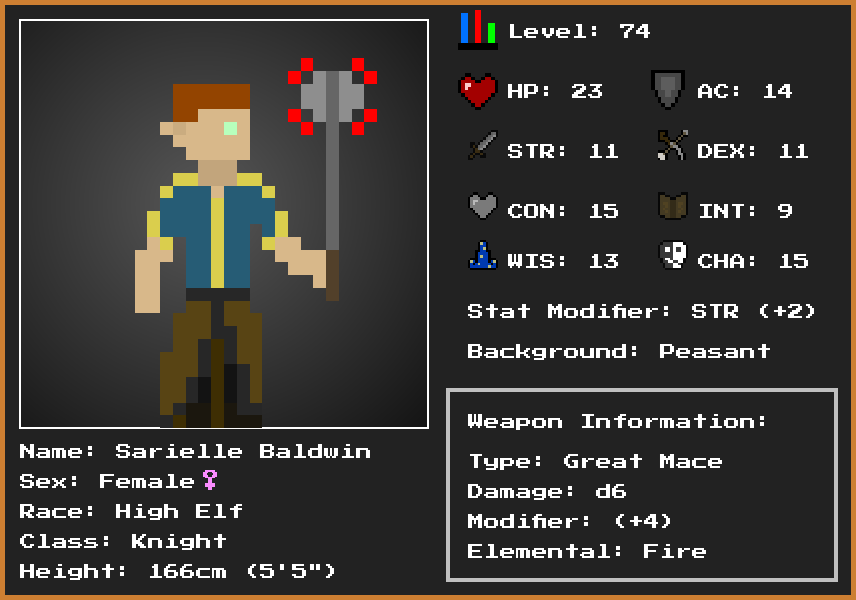 Level: 74
HP: 23
AC: 14
STR: 11
DEX: 11
CON: 15
INT: 9
WIS: 13
CHA: 15
Stat Modifier: STR (+2)
Background: Peasant
Weapon Information:
Type: Great Mace
Damage: d6
Modifier: (+4)
Elemental: Fire
Name: Sarielle Baldwin
Sex: Female♀
Race: High Elf
Class: Knight
Height: 166cm (5'5")